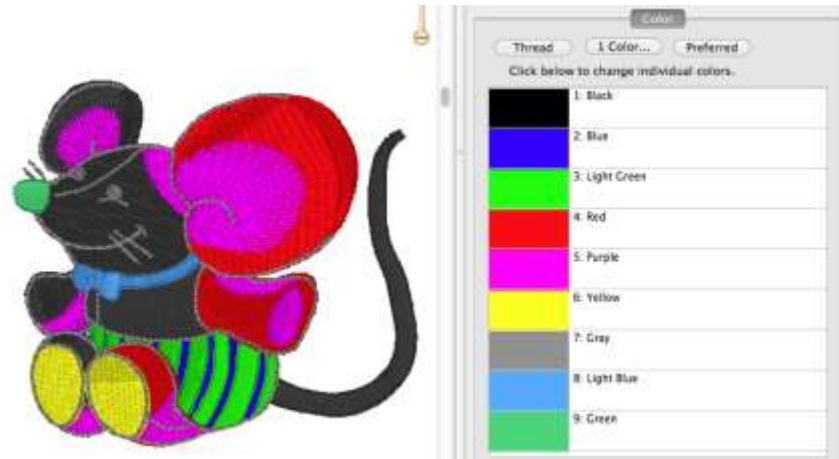 Color
Thread 1 Color... Preferred
Click below to change individual colors.
1: Black
2: Blue
3: Light Green
4: Red
5: Purple
6: Yellow
7: Gray
8: Light Blue
9: Green